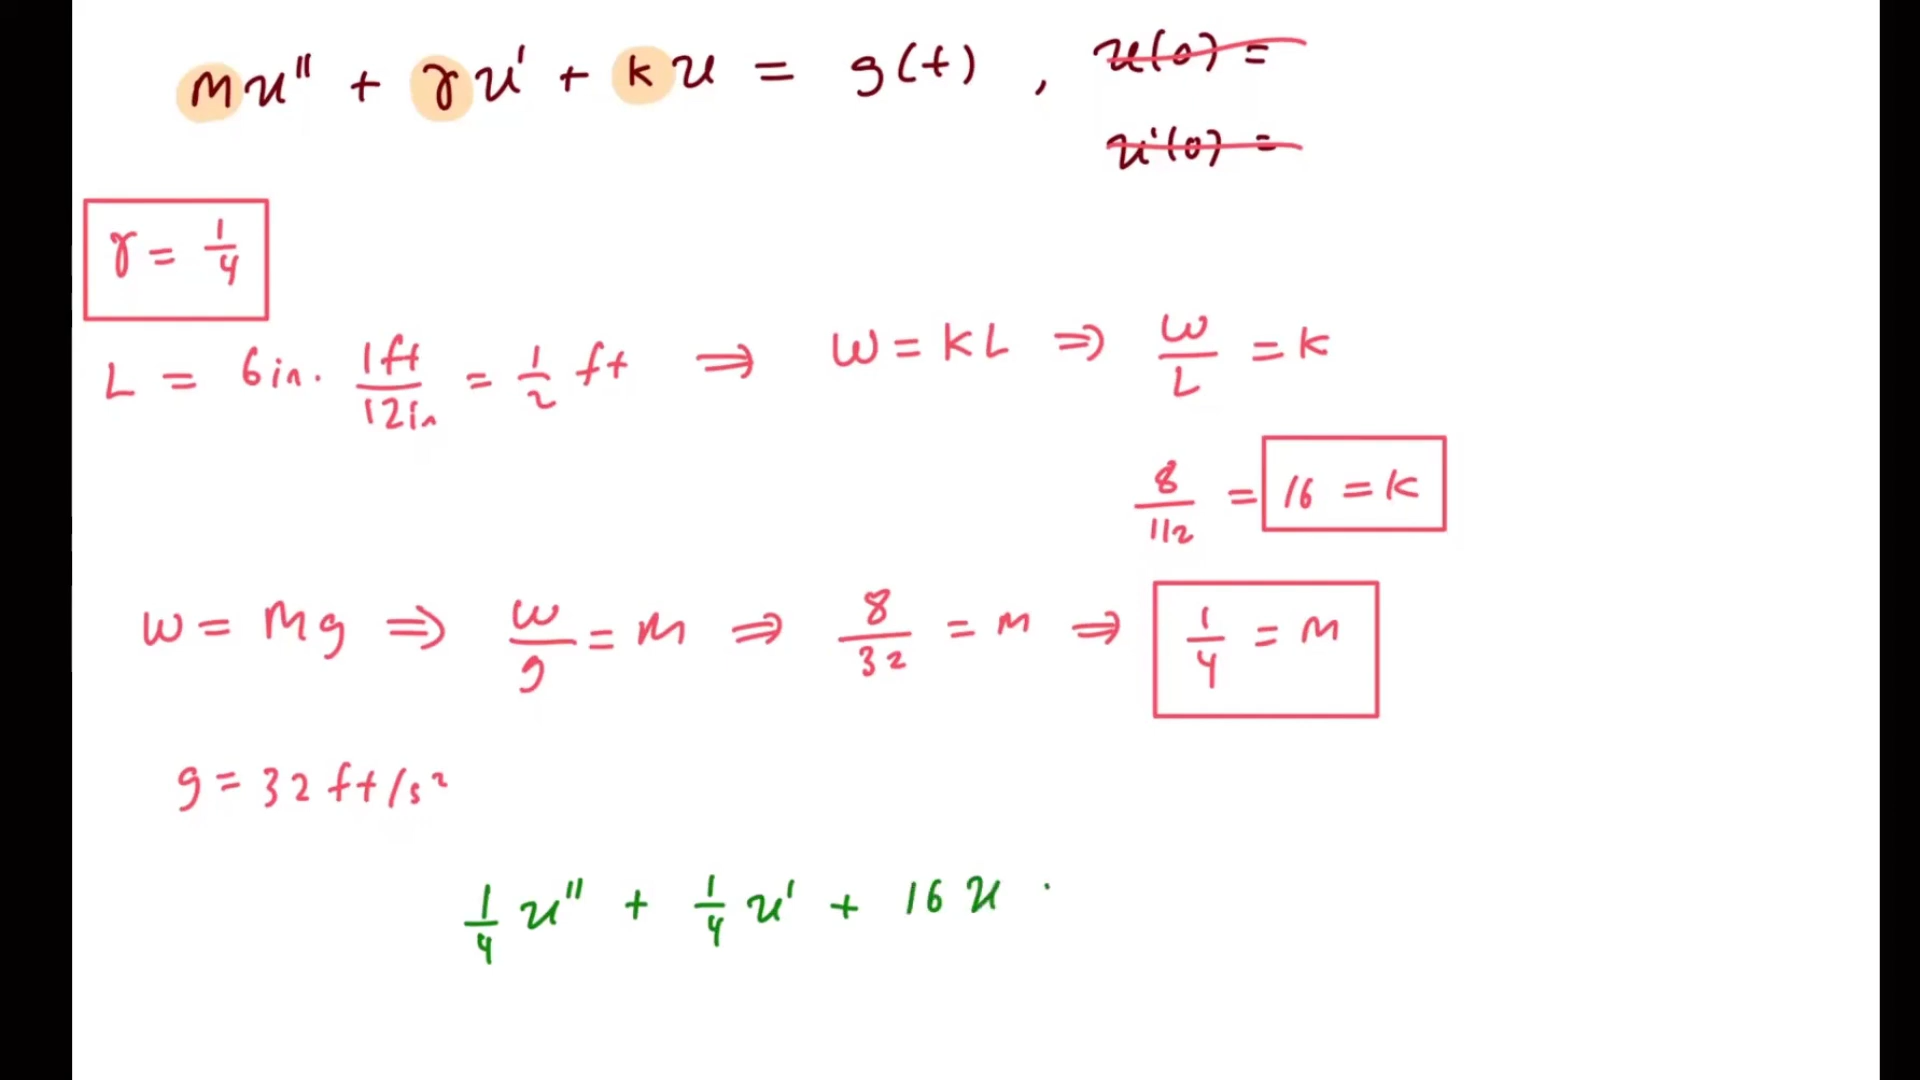 mu'' + γu' + ku = g(t), u(0) =
u'(0) =
γ = 1/4
L = 6in. 1ft/12in = 1/2 ft ⇒ W = KL ⇒ W/L = K
8/1/2 = 16 = K
W = mg ⇒ W/g = m ⇒ 8/32 = m ⇒ 1/4 = m
g = 32 ft/s²
1/4 u'' + 1/4 u' + 16 u